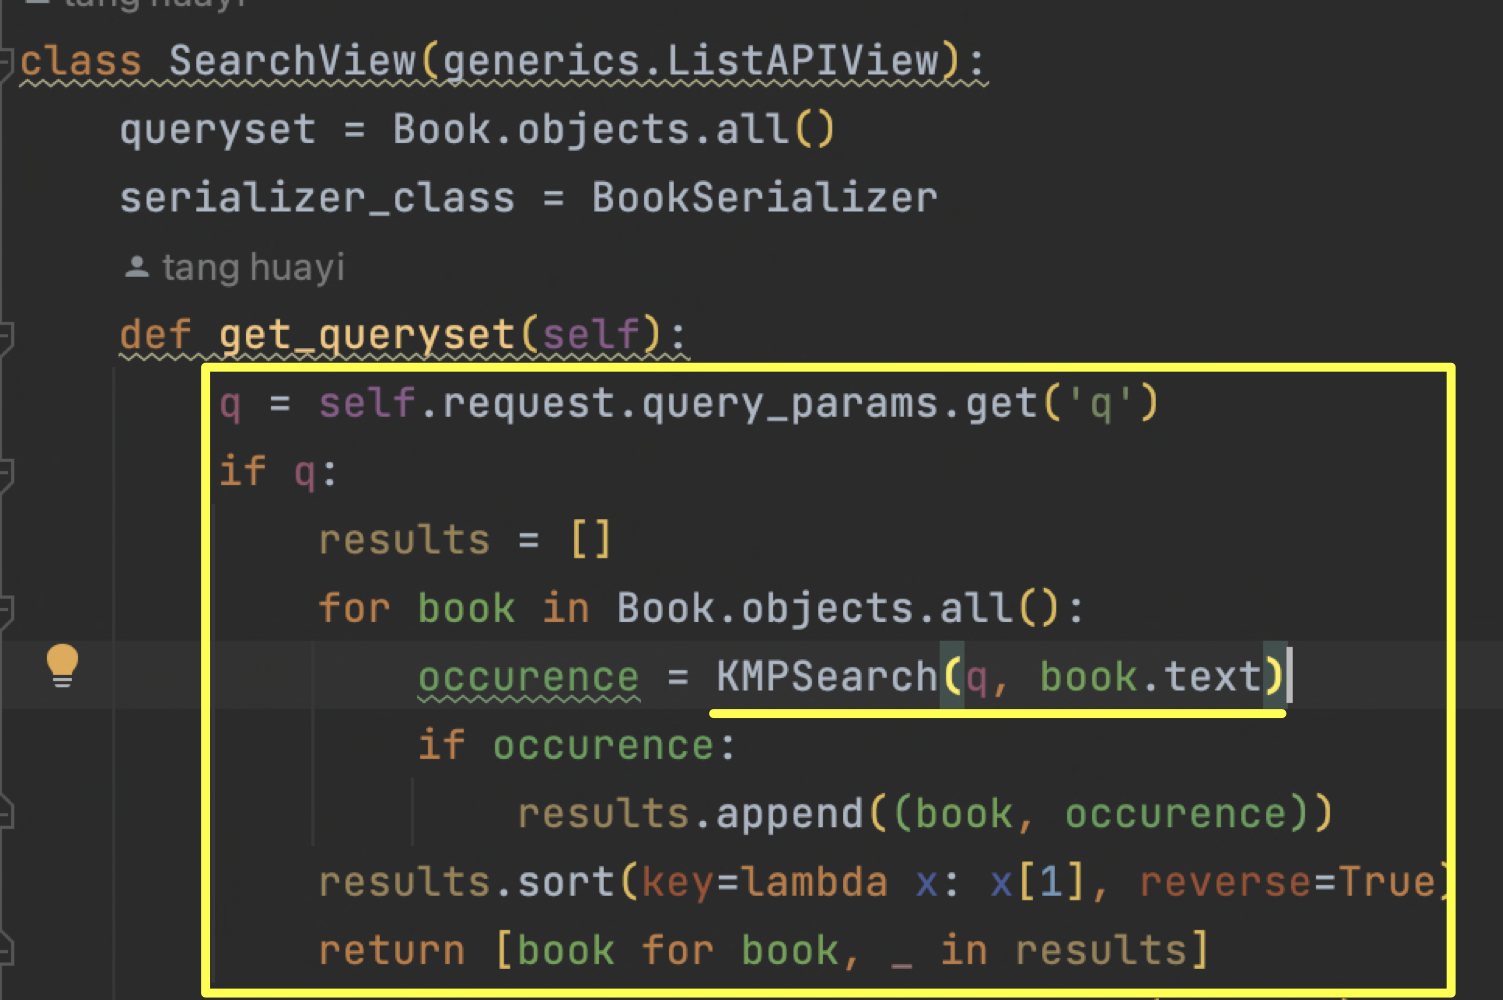 tang huayi
class SearchView(generics.ListAPIView):
queryset = Book.objects.all()
serializer_class = BookSerializer
tang huayi
def get_queryset(self):
q = self.request.query_params.get('q')
if q:
results = []
for book in Book.objects.all():
occurence = KMPSearch(q, book.text)
if occurence:
results.append((book, occurence))
results.sort(key=lambda x: x[1], reverse=True)
return [book for book, _ in results]